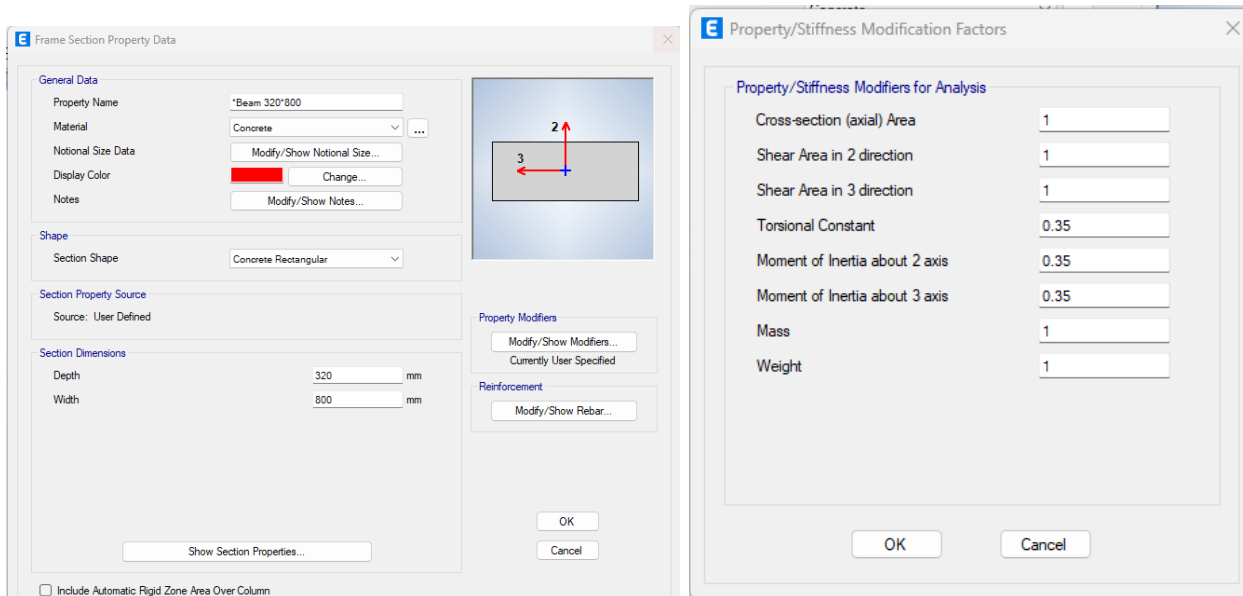 Frame Section Property Data
General Data
Property Name *Beam 320*800
Material Concrete ...
Notional Size Data Modify/Show Notional Size...
Display Color Change...
Notes Modify/Show Notes...
2
3
Shape
Section Shape Concrete Rectangular
Section Property Source
Source: User Defined
Property Modifiers
Modify/Show Modifiers...
Currently User Specified
Section Dimensions
Depth 320 mm
Width 800 mm
Reinforcement
Modify/Show Rebar...
OK
Cancel
Show Section Properties...
Include Automatic Rigid Zone Area Over Column
Property/Stiffness Modification Factors
Property/Stiffness Modifiers for Analysis
Cross-section (axial) Area 1
Shear Area in 2 direction 1
Shear Area in 3 direction 1
Torsional Constant 0.35
Moment of Inertia about 2 axis 0.35
Moment of Inertia about 3 axis 0.35
Mass 1
Weight 1
OK Cancel